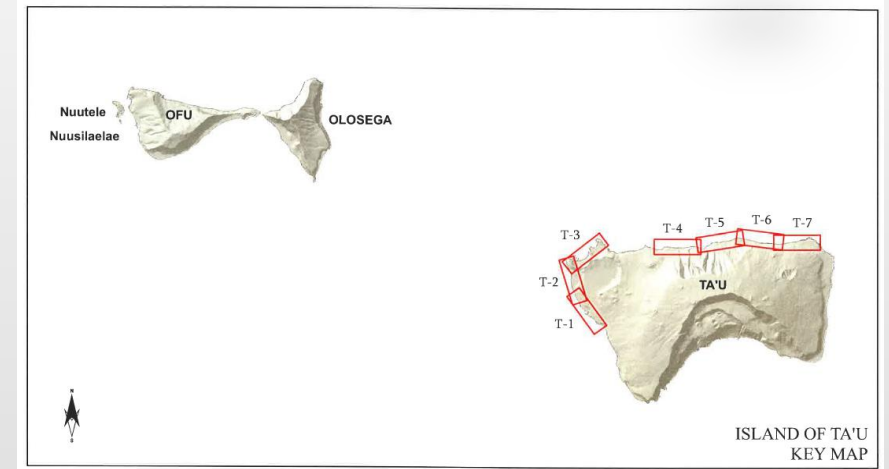 Nuutele
OFU
Nuusilaelae
OLOSEGA
T-3
T-4
T-5
T-6
T-7
T-2
TA'U
T-1
N
S
ISLAND OF TA'U
KEY MAP